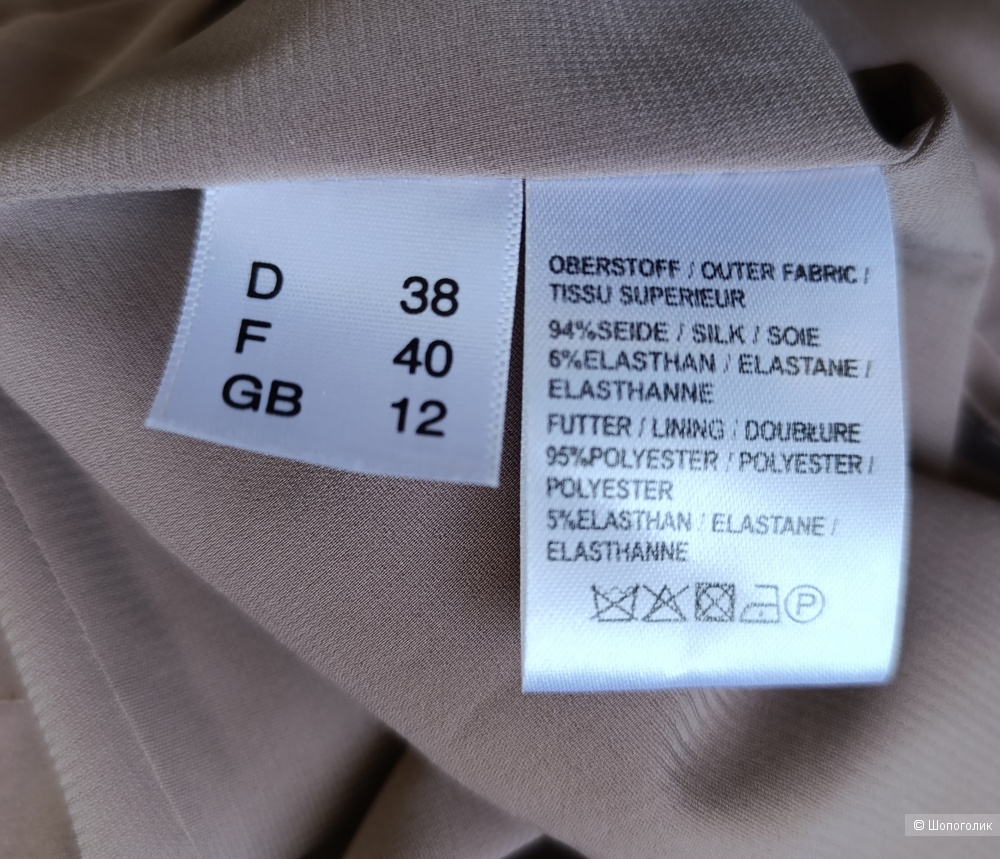 D 38
F 40
GB 12
OBERSTOFF / OUTER FABRIC /
TISSU SUPERIEUR
94%SEIDE / SILK / SOIE
6%ELASTHAN / ELASTANE /
ELASTHANNE
FUTTER / LINING / DOUBLURE
95%POLYESTER / POLYESTER /
POLYESTER
5%ELASTHAN / ELASTANE /
ELASTHANNE
P
© Шопоголик